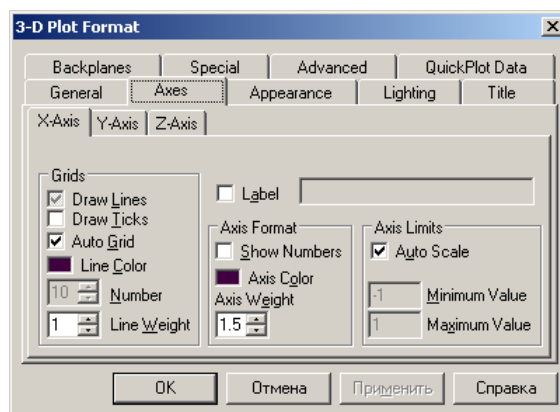 3-D Plot Format
Backplanes Special Advanced QuickPlot Data
General Axes Appearance Lighting Title
X-Axis Y-Axis Z-Axis
Grids
Draw Lines
Draw Ticks
Auto Grid
Line Color
10 Number
1 Line Weight
Label
Axis Format
Show Numbers
Axis Color
Axis Weight
1.5
Axis Limits
Auto Scale
-1 Minimum Value
1 Maximum Value
OK Отмена Применить Справка